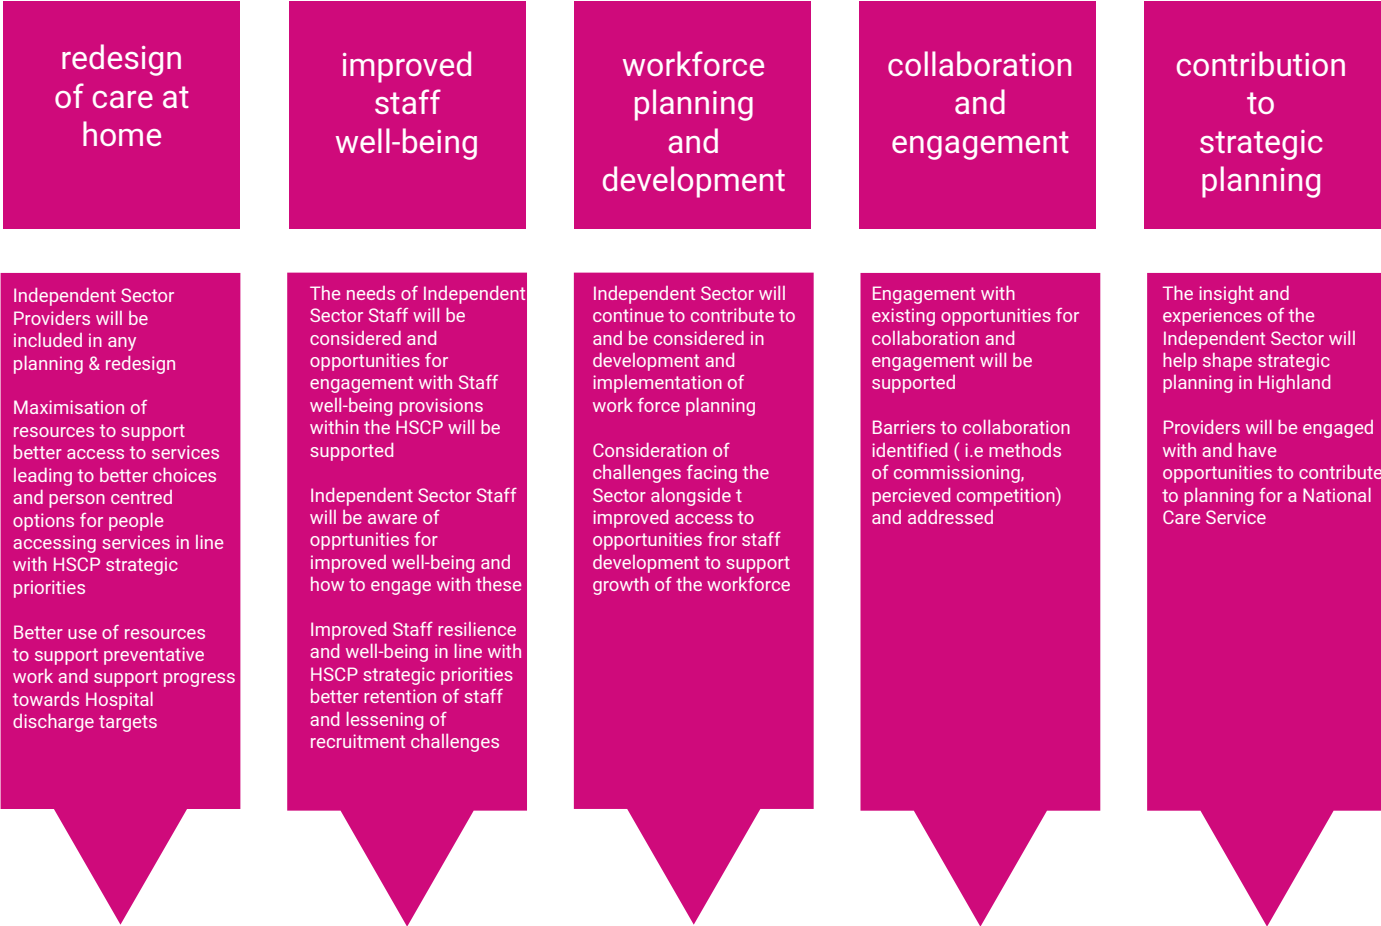 redesign
of care at
home
improved
staff
well-being
workforce
planning
and
development
collaboration
and
engagement
contribution
to
strategic
planning
Independent Sector
Providers will be
included in any
planning & redesign
Maximisation of
resources to support
better access to services
leading to better choices
and person centred
options for people
accessing services in line
with HSCP strategic
priorities
Better use of resources
to support preventative
work and support progress
towards Hospital
discharge targets
The needs of Independent
Sector Staff will be
considered and
opportunities for
engagement with Staff
well-being provisions
within the HSCP will be
supported
Independent Sector Staff
will be aware of
opprtunities for
improved well-being and
how to engage with these
Improved Staff resilience
and well-being in line with
HSCP strategic priorities
better retention of staff
and lessening of
recruitment challenges
Independent Sector will
continue to contribute to
and be considered in
development and
implementation of
work force planning
Consideration of
challenges facing the
Sector alongside t
improved access to
opportunities fror staff
development to support
growth of the workforce
Engagement with
existing opportunities for
collaboration and
engagement will be
supported
Barriers to collaboration
identified ( i.e methods
of commissioning,
percieved competition)
and addressed
The insight and
experiences of the
Independent Sector will
help shape strategic
planning in Highland
Providers will be engaged
with and have
opportunities to contribute
to planning for a National
Care Service